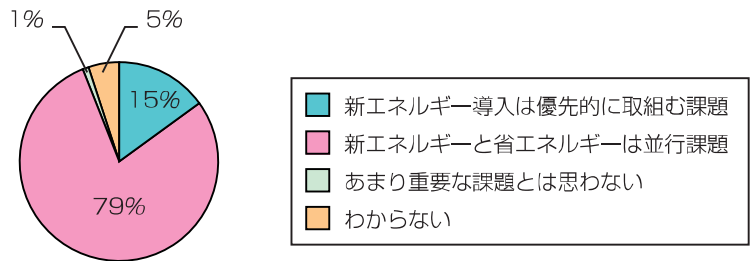 1%
5%
15%
79%
新エネルギー導入は優先的に取組む課題
新エネルギーと省エネルギーは並行課題
あまり重要な課題とは思わない
わからない